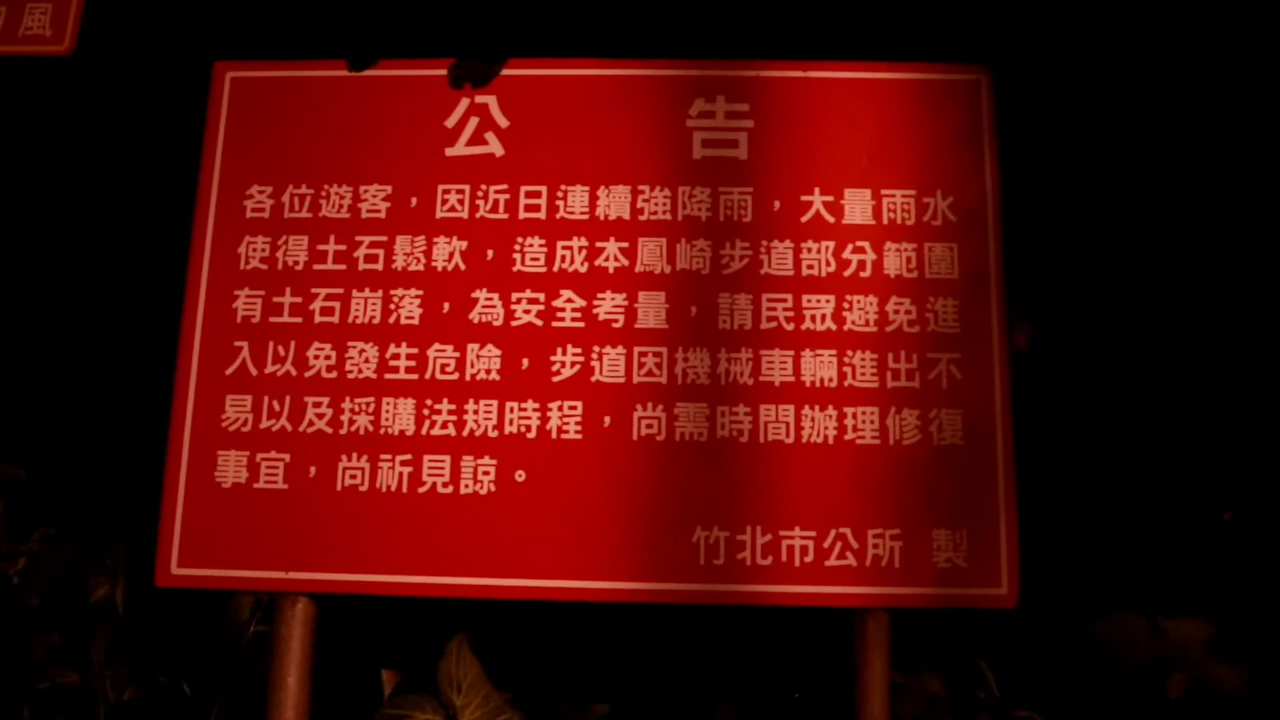 風
公告
各位遊客，因近日連續強降雨，大量雨水
使得土石鬆軟，造成本鳳崎步道部分範圍
有土石崩落，為安全考量，請民眾避免進
入以免發生危險，步道因機械車輛進出不
易以及採購法規時程，尚需時間辦理修復
事宜，尚祈見諒。
竹北市公所 製